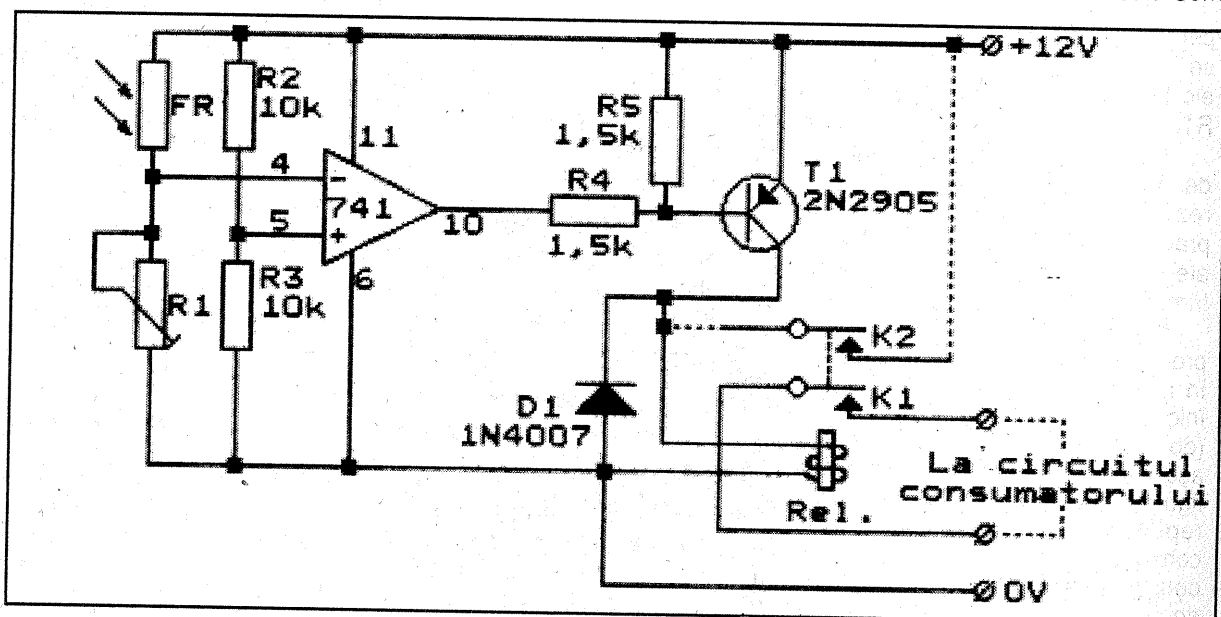 +12V
R2
10k
FR
R5
1,5k
11
4
T1
2N2905
R4
-
741
10
5
+
1,5k
6
R3
10k
R1
K2
K1
D1
1N4007
La circuitul
consumatorului
Rel.
0V